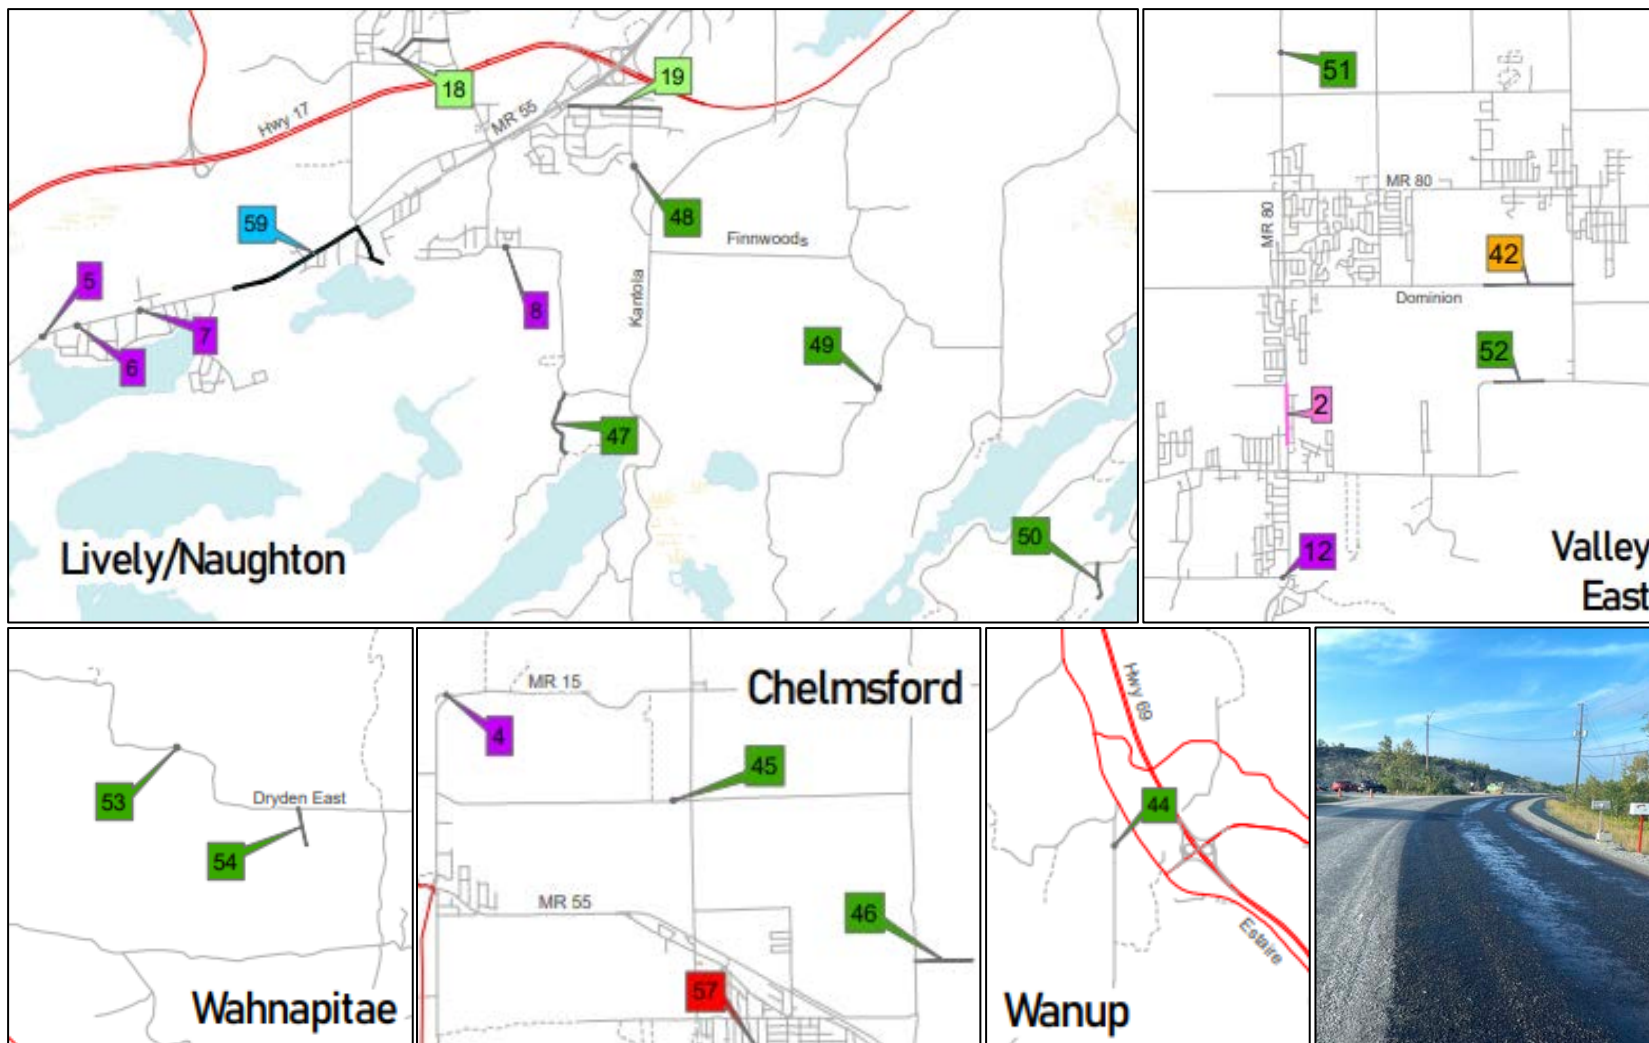 18
19
Hwy 17
MR 55
59
48
Finnwoods
5
Kantola
8
7
6
49
47
50
Lively/Naughton
51
MR 80
MR 80
42
Dominion
52
2
12
Valley
East
53
Dryden East
54
Wahnapitae
Chelmsford
MR 15
4
45
MR 55
46
57
Hwy 69
44
Estaire
Wanup